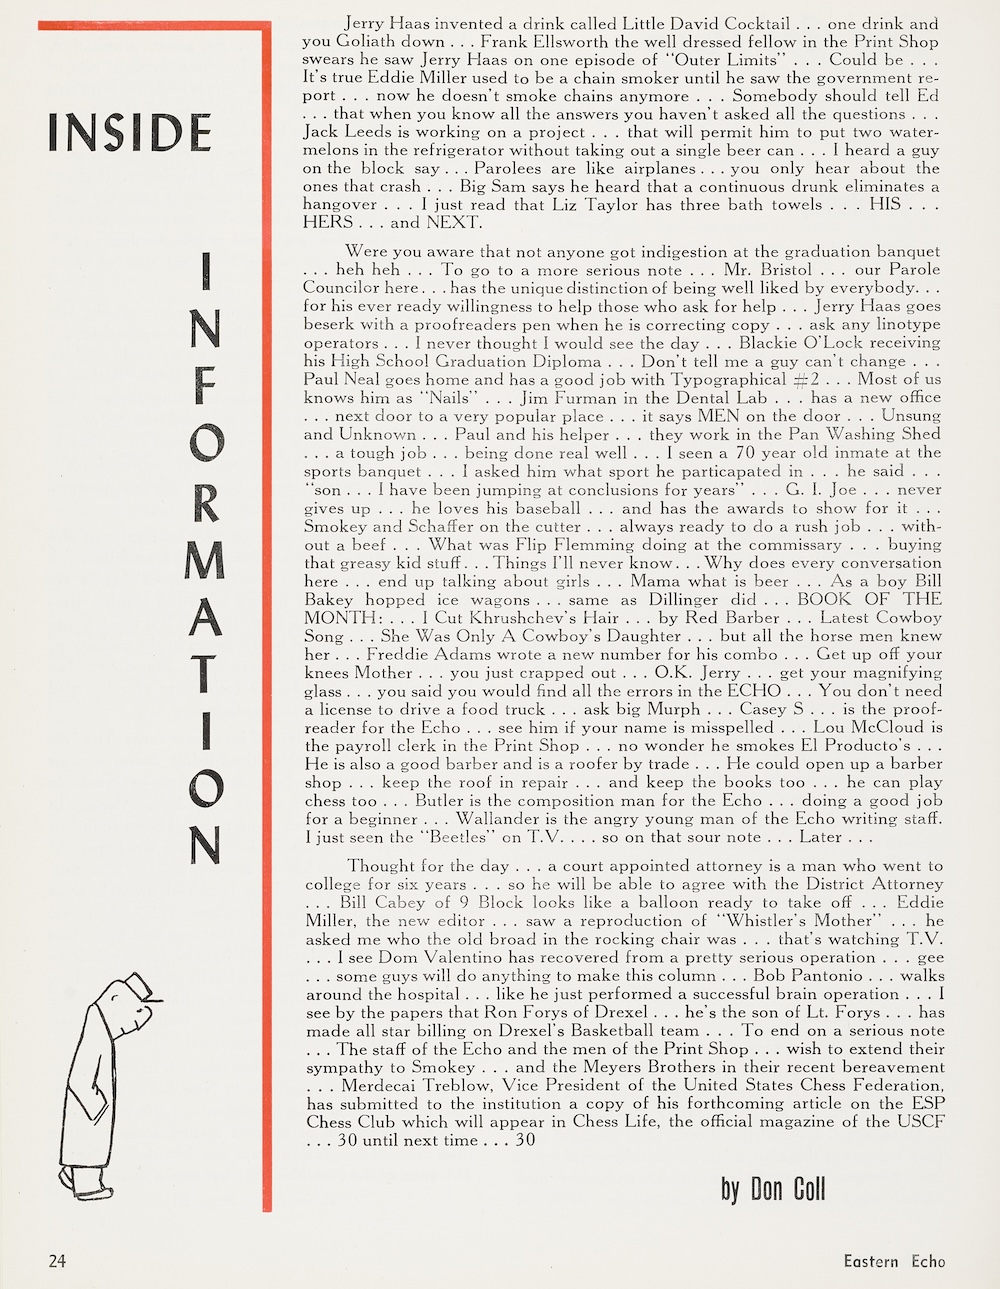 INSIDE
INFORMATION
Jerry Haas invented a drink called Little David Cocktail . . . one drink and
you Goliath down . . . Frank Ellsworth the well dressed fellow in the Print Shop
swears he saw Jerry Haas on one episode of "Outer Limits" . . . Could be . . .
It's true Eddie Miller used to be a chain smoker until he saw the government re-
port . . . now he doesn't smoke chains anymore . . . Somebody should tell Ed
. . . that when you know all the answers you haven't asked all the questions . . .
Jack Leeds is working on a project . . . that will permit him to put two water-
melons in the refrigerator without taking out a single beer can . . . I heard a guy
on the block say . . . Parolees are like airplanes . . . you only hear about the
ones that crash . . . Big Sam says he heard that a continuous drunk eliminates a
hangover . . . I just read that Liz Taylor has three bath towels . . . HIS . . .
HERS . . . and NEXT.
Were you aware that not anyone got indigestion at the graduation banquet
. . . heh heh . . . To go to a more serious note . . . Mr. Bristol . . . our Parole
Councilor here . . . has the unique distinction of being well liked by everybody. . .
for his ever ready willingness to help those who ask for help . . . Jerry Haas goes
beserk with a proofreaders pen when he is correcting copy . . . ask any linotype
operators . . . I never thought I would see the day . . . Blackie O'Lock receiving
his High School Graduation Diploma . . . Don't tell me a guy can't change . . .
Paul Neal goes home and has a good job with Typographical #2 . . . Most of us
knows him as "Nails" . . . Jim Furman in the Dental Lab . . . has a new office
. . . next door to a very popular place . . . it says MEN on the door . . . Unsung
and Unknown . . . Paul and his helper . . . they work in the Pan Washing Shed
. . . a tough job . . . being done real well . . . I seen a 70 year old inmate at the
sports banquet . . . I asked him what sport he particapated in . . . he said . . .
"son . . . I have been jumping at conclusions for years" . . . G. I. Joe . . . never
gives up . . . he loves his baseball . . . and has the awards to show for it . . .
Smokey and Schaffer on the cutter . . . always ready to do a rush job . . . with-
out a beef . . . What was Flip Flemming doing at the commissary . . . buying
that greasy kid stuff. . . Things I'll never know. . . Why does every conversation
here . . . end up talking about girls . . . Mama what is beer . . . As a boy Bill
Bakey hopped ice wagons . . . same as Dillinger did . . . BOOK OF THE
MONTH: . . . I Cut Khrushchev's Hair . . . by Red Barber . . . Latest Cowboy
Song . . . She Was Only A Cowboy's Daughter . . . but all the horse men knew
her . . . Freddie Adams wrote a new number for his combo . . . Get up off your
knees Mother . . . you just crapped out . . . O.K. Jerry . . . get your magnifying
glass . . . you said you would find all the errors in the ECHO . . . You don't need
a license to drive a food truck . . . ask big Murph . . . Casey S . . . is the proof-
reader for the Echo . . . see him if your name is misspelled . . . Lou McCloud is
the payroll clerk in the Print Shop . . . no wonder he smokes El Producto's . . .
He is also a good barber and is a roofer by trade . . . He could open up a barber
shop . . . keep the roof in repair . . . and keep the books too . . . he can play
chess too . . . Butler is the composition man for the Echo . . . doing a good job
for a beginner . . . Wallander is the angry young man of the Echo writing staff.
I just seen the "Beetles" on T.V. . . . so on that sour note . . . Later . . .
Thought for the day . . . a court appointed attorney is a man who went to
college for six years . . . so he will be able to agree with the District Attorney
. . . Bill Cabey of 9 Block looks like a balloon ready to take off . . . Eddie
Miller, the new editor . . . saw a reproduction of "Whistler's Mother" . . . he
asked me who the old broad in the rocking chair was . . . that's watching T.V.
. . . I see Dom Valentino has recovered from a pretty serious operation . . . gee
. . . some guys will do anything to make this column . . . Bob Pantonio . . . walks
around the hospital . . . like he just performed a successful brain operation . . . I
see by the papers that Ron Forys of Drexel . . . he's the son of Lt. Forys . . . has
made all star billing on Drexel's Basketball team . . . To end on a serious note
. . . The staff of the Echo and the men of the Print Shop . . . wish to extend their
sympathy to Smokey . . . and the Meyers Brothers in their recent bereavement
. . . Merdecai Treblow, Vice President of the United States Chess Federation,
has submitted to the institution a copy of his forthcoming article on the ESP
Chess Club which will appear in Chess Life, the official magazine of the USCF
. . . 30 until next time . . . 30
by Don Coll
24
Eastern Echo